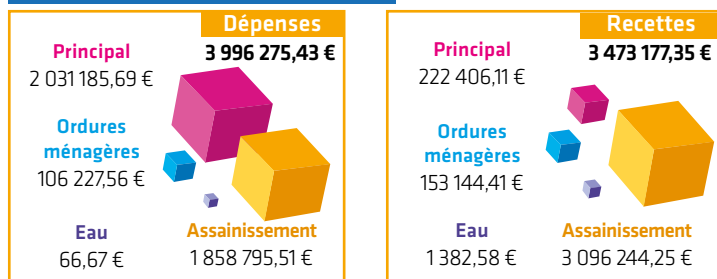 Dépenses
3 996 275,43 €
Principal
2 031 185,69 €
Ordures
ménagères
106 227,56 €
Eau
66,67 €
Assainissement
1 858 795,51 €
Recettes
3 473 177,35 €
Principal
222 406,11 €
Ordures
ménagères
153 144,41 €
Eau
1 382,58 €
Assainissement
3 096 244,25 €